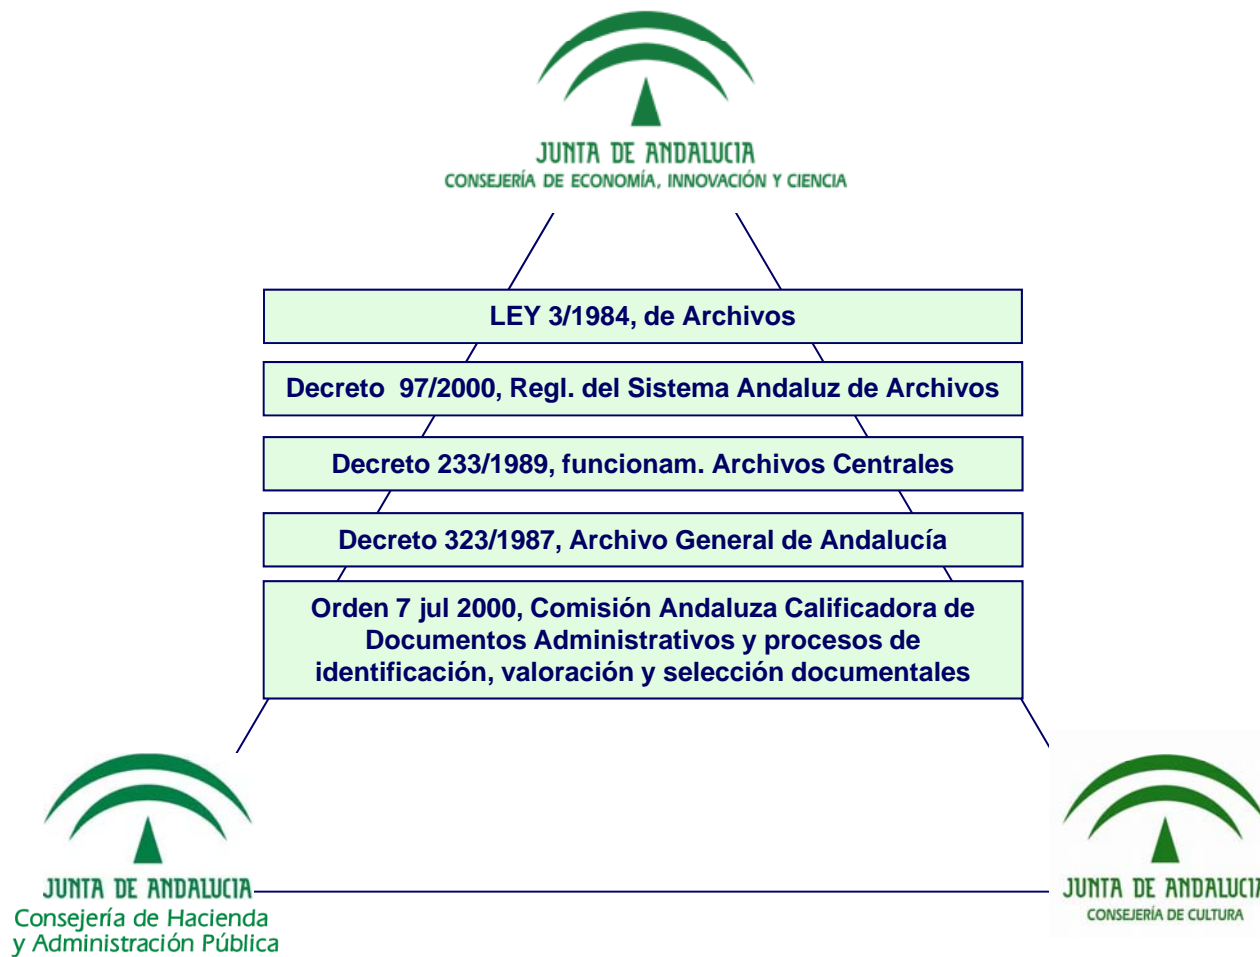 JUNTA DE ANDALUCIA
CONSEJERÍA DE ECONOMÍA, INNOVACIÓN Y CIENCIA
LEY 3/1984, de Archivos
Decreto 97/2000, Regl. del Sistema Andaluz de Archivos
Decreto 233/1989, funcionam. Archivos Centrales
Decreto 323/1987, Archivo General de Andalucía
Orden 7 jul 2000, Comisión Andaluza Calificadora de
Documentos Administrativos y procesos de
identificación, valoración y selección documentales
JUNTA DE ANDALUCIA
Consejería de Hacienda
y Administración Pública
JUNTA DE ANDALUCIA
CONSEJERÍA DE CULTURA